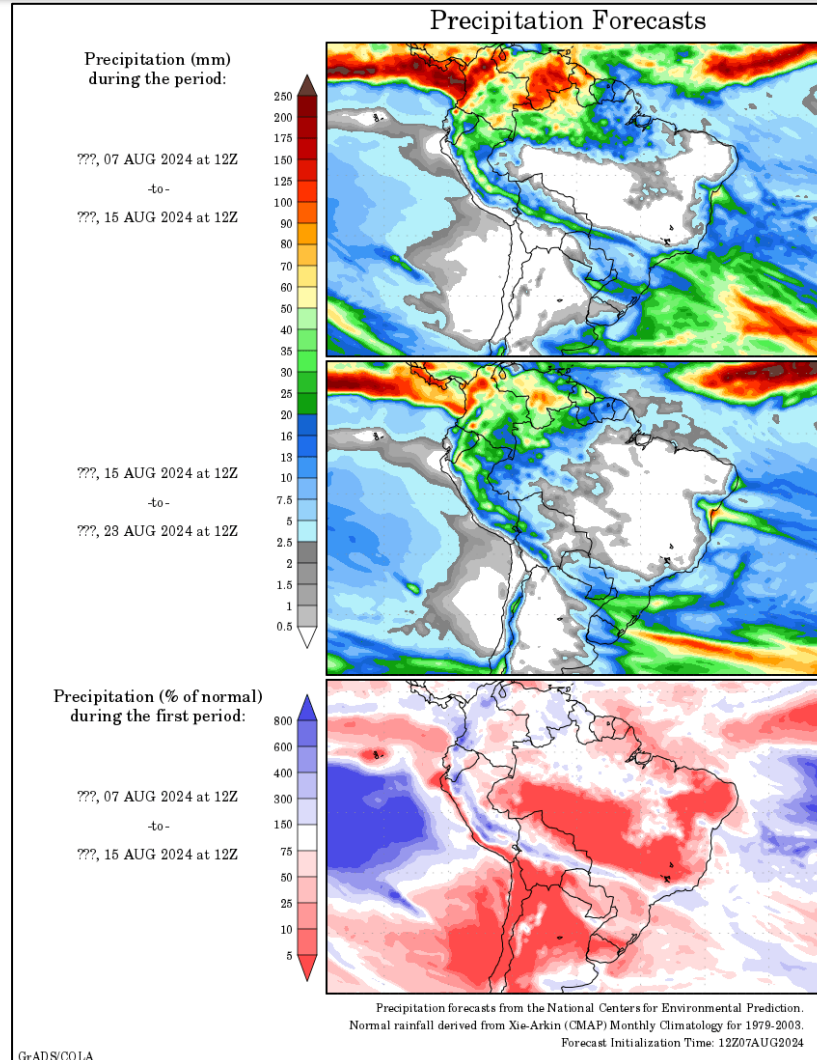 Precipitation Forecasts
Precipitation (mm)
during the period:
???, 07 AUG 2024 at 12Z
-to-
???, 15 AUG 2024 at 12Z
250
200
175
150
125
100
90
80
70
60
50
40
35
30
25
20
16
13
10
7.5
5
2.5
2
1.5
1
0.5
???, 15 AUG 2024 at 12Z
-to-
???, 23 AUG 2024 at 12Z
Precipitation (% of normal)
during the first period:
???, 07 AUG 2024 at 12Z
-to-
???, 15 AUG 2024 at 12Z
800
600
400
300
150
75
50
25
10
5
Precipitation forecasts from the National Centers for Environmental Prediction.
Normal rainfall derived from Xie-Arkin (CMAP) Monthly Climatology for 1979-2003.
Forecast Initialization Time: 12Z07AUG2024
GrADS/COLA